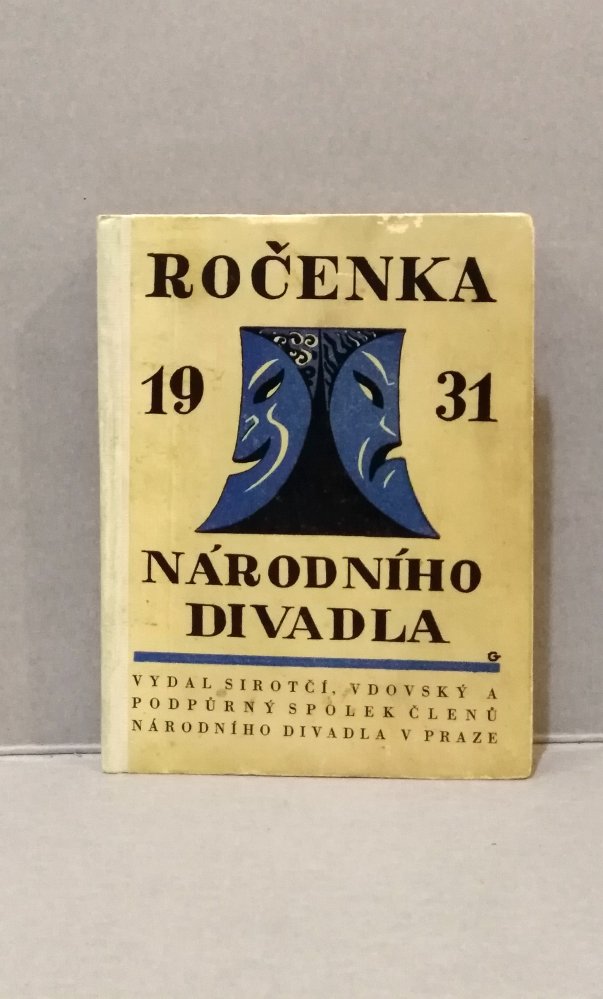 ROČENKA
19 31
NÁRODNÍHO
DIVADLA
G
VYDAL SIROTČÍ, VDOVSKÝ A
PODPŮRNÝ SPOLEK ČLENŮ
NÁRODNÍHO DIVADLA V PRAZE